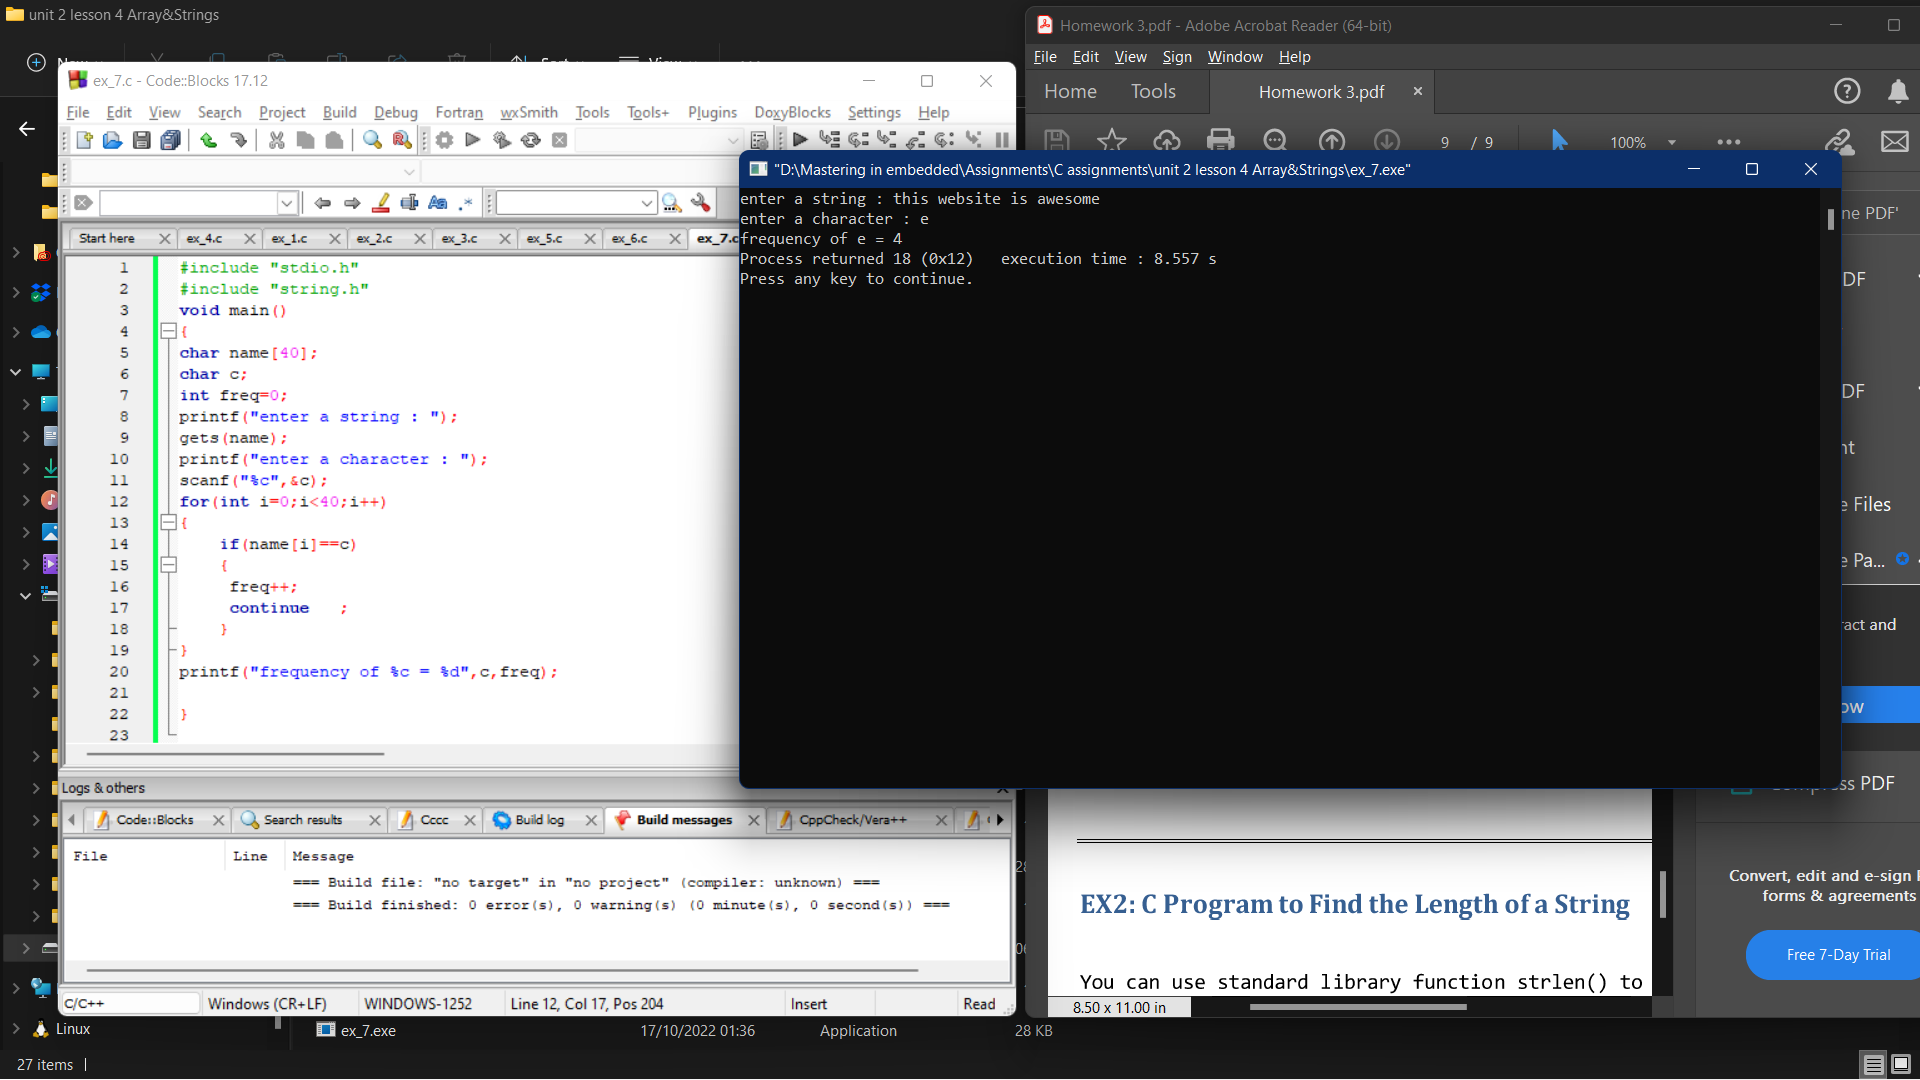 unit 2 lesson 4 Array&Strings
ex_7.c - Code::Blocks 17.12
File Edit View Search Project Build Debug Fortran wxSmith Tools Tools+ Plugins DoxyBlocks Settings Help
Start here ex_4.c ex_1.c ex_2.c ex_3.c ex_5.c ex_6.c ex_7.c
1 #include "stdio.h"
2 #include "string.h"
3 void main()
4 {
5 char name[40];
6 char c;
7 int freq=0;
8 printf("enter a string : ");
9 gets(name);
10 printf("enter a character : ");
11 scanf("%c",&c);
12 for(int i=0;i<40;i++)
13 {
14 if(name[i]==c)
15 {
16 freq++;
17 continue ;
18 }
19 }
20 printf("frequency of %c = %d",c,freq);
21
22 }
23
Logs & others
Code::Blocks Search results Cccc Build log Build messages CppCheck/Vera++
File Line Message
=== Build file: "no target" in "no project" (compiler: unknown) ===
=== Build finished: 0 error(s), 0 warning(s) (0 minute(s), 0 second(s)) ===
C/C++ Windows (CR+LF) WINDOWS-1252 Line 12, Col 17, Pos 204 Insert Read
Linux
ex_7.exe 17/10/2022 01:36 Application 28 KB
27 items
Homework 3.pdf - Adobe Acrobat Reader (64-bit)
File Edit View Sign Window Help
Home Tools Homework 3.pdf
9 / 9 100%
"D:\Mastering in embedded\Assignments\C assignments\unit 2 lesson 4 Array&Strings\ex_7.exe"
enter a string : this website is awesome
enter a character : e
frequency of e = 4
Process returned 18 (0x12) execution time : 8.557 s
Press any key to continue.
ne PDF'
DF
DF
nt
e Files
e Pa...
ract and
ow
PDF
Convert, edit and e-sign
forms & agreements
Free 7-Day Trial
EX2: C Program to Find the Length of a String
You can use standard library function strlen() to
8.50 x 11.00 in